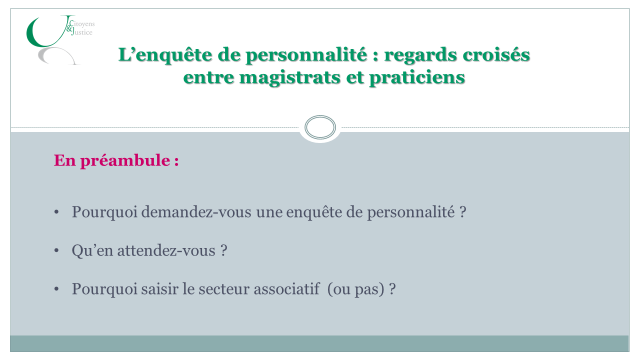 Citoyens
& Justice
L'enquête de personnalité : regards croisés
entre magistrats et praticiens
En préambule :
• Pourquoi demandez-vous une enquête de personnalité ?
• Qu'en attendez-vous ?
• Pourquoi saisir le secteur associatif (ou pas) ?